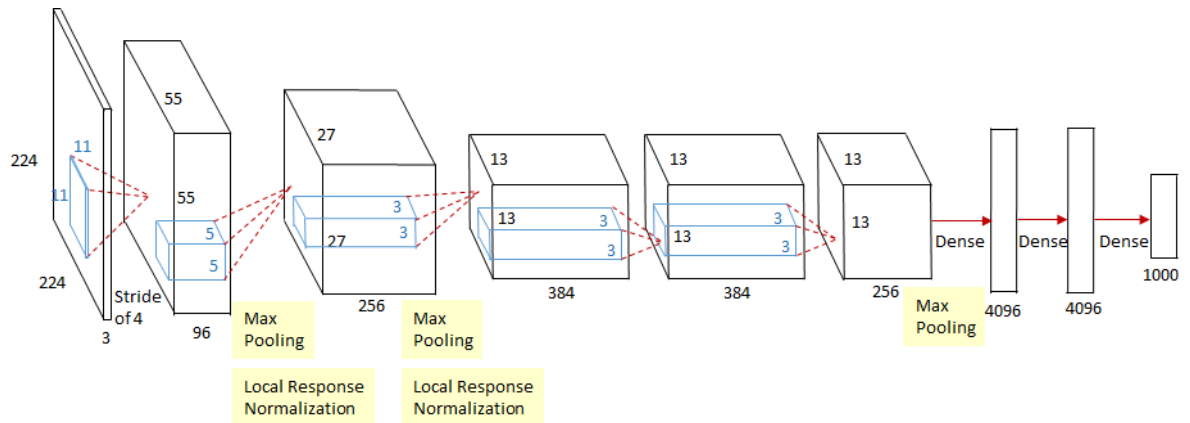 224
11
11
224
3
Stride
of 4
55
55
5
5
96
Max
Pooling
Local Response
Normalization
27
3
3
27
256
Max
Pooling
Local Response
Normalization
13
13
3
3
384
13
13
3
3
384
13
13
256
Max
Pooling
Dense
4096
Dense
4096
Dense
1000